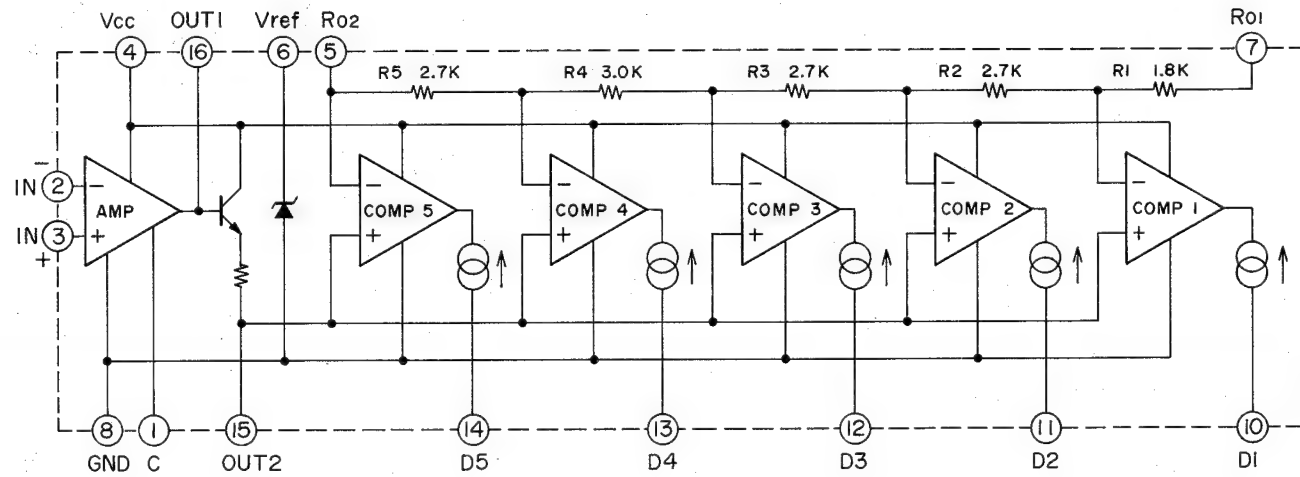 Vcc OUT1 Vref Ro2 Ro1
4 16 6 5 7
R5 2.7K R4 3.0K R3 2.7K R2 2.7K R1 1.8K
−
IN 2 − AMP
IN 3 +
+
− COMP 5 +
− COMP 4 +
− COMP 3 +
− COMP 2 +
− COMP 1 +
8 1 15 14 13 12 11 10
GND C OUT2 D5 D4 D3 D2 D1